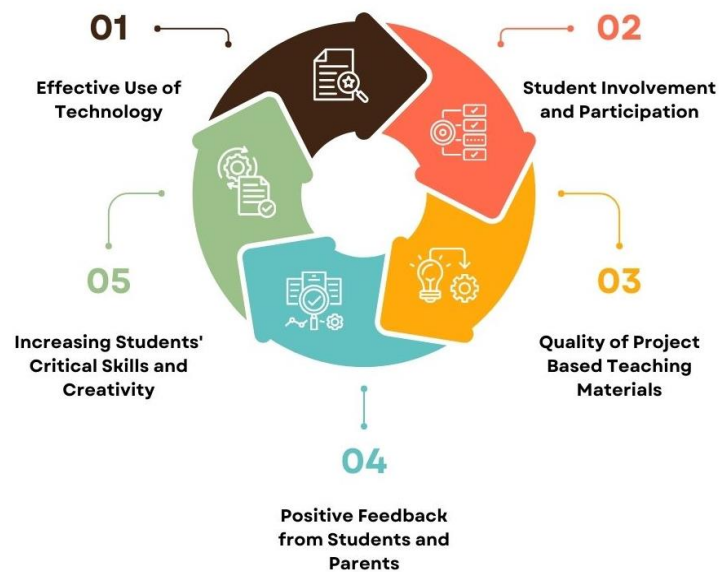 01
Effective Use of
Technology
02
Student Involvement
and Participation
03
Quality of Project
Based Teaching
Materials
04
Positive Feedback
from Students and
Parents
05
Increasing Students'
Critical Skills and
Creativity